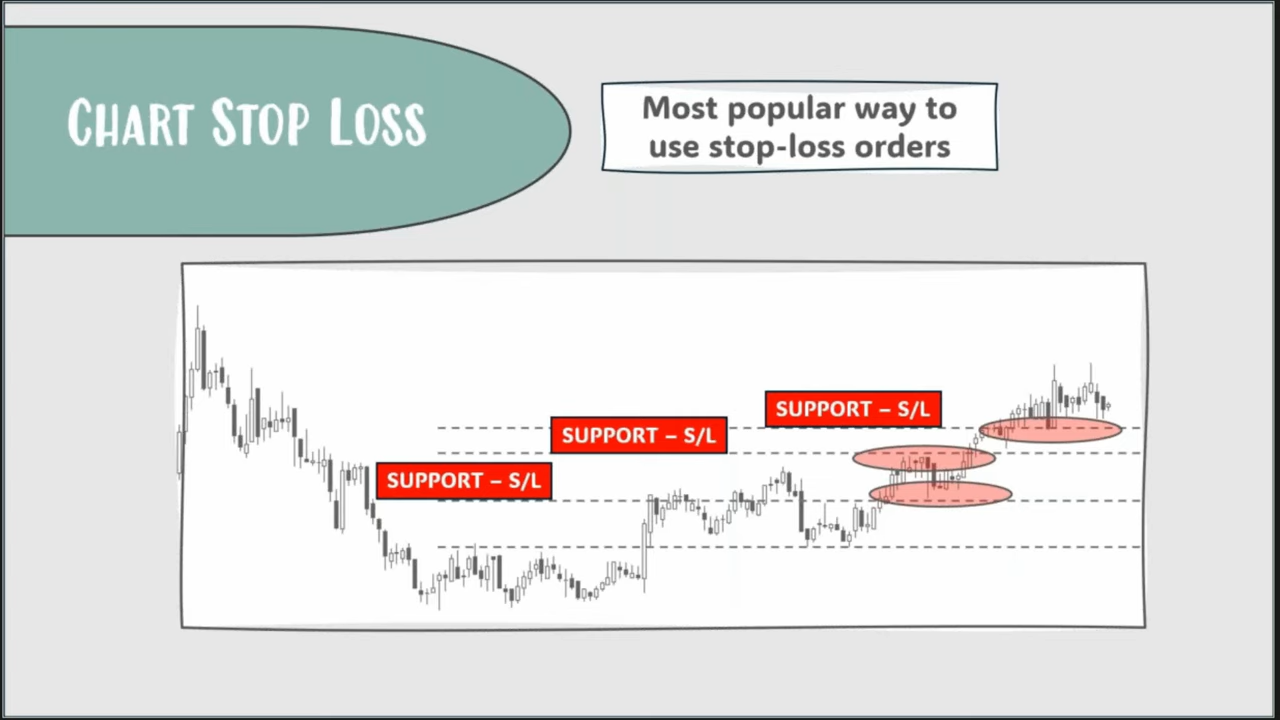 Chart Stop Loss
Most popular way to
use stop-loss orders
SUPPORT – S/L
SUPPORT – S/L
SUPPORT – S/L